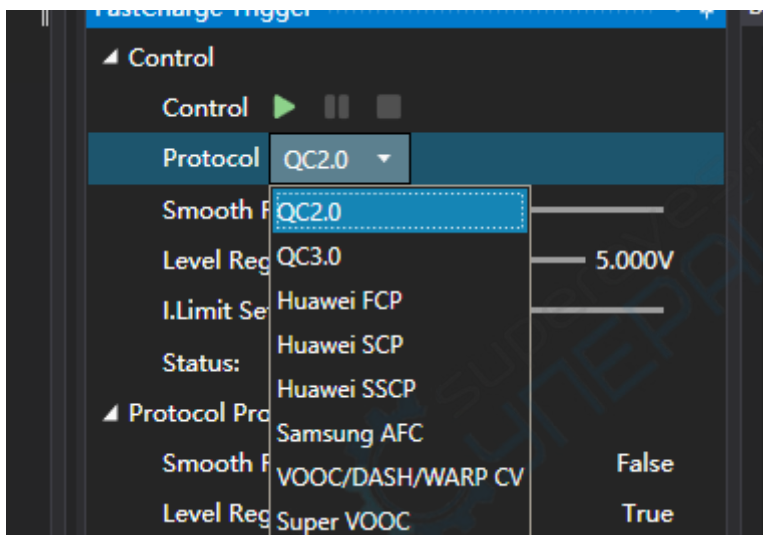 FastCharge Trigger
Control
Control
Protocol QC2.0
Smooth F
QC2.0
Level Reg
QC3.0
5.000V
Huawei FCP
I.Limit Se
Huawei SCP
Status:
Huawei SSCP
Protocol Pro
Samsung AFC
Smooth F
VOOC/DASH/WARP CV
False
Level Reg
Super VOOC
True